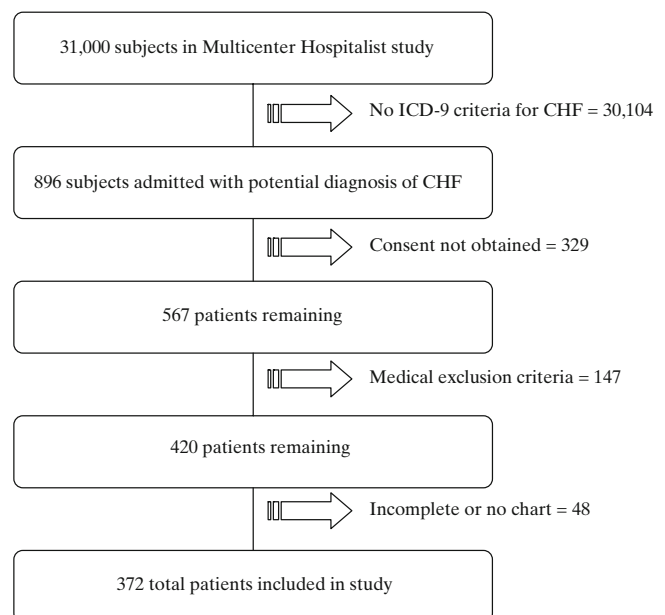 31,000 subjects in Multicenter Hospitalist study
No ICD-9 criteria for CHF = 30,104
896 subjects admitted with potential diagnosis of CHF
Consent not obtained = 329
567 patients remaining
Medical exclusion criteria = 147
420 patients remaining
Incomplete or no chart = 48
372 total patients included in study